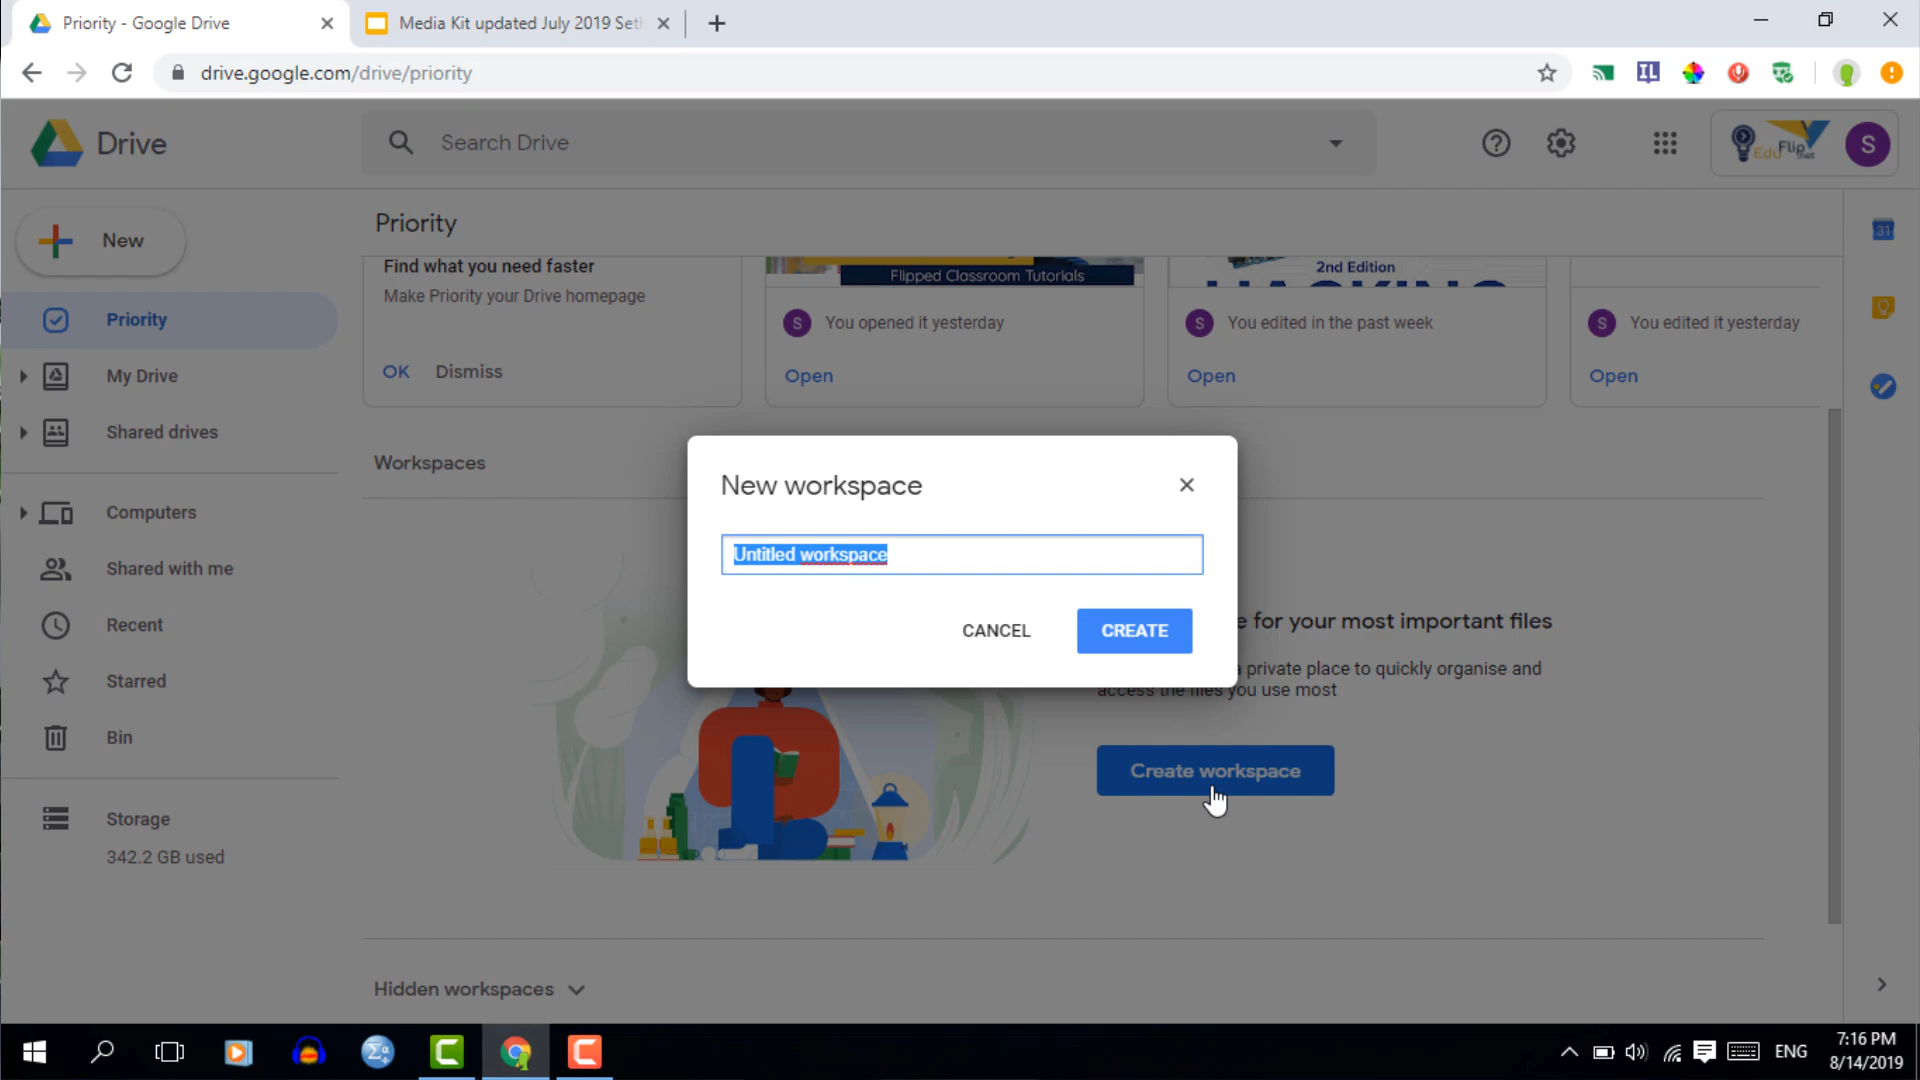 Priority - Google Drive
Media Kit updated July 2019 Seth
drive.google.com/drive/priority
IL
Drive
Search Drive
EduFlipShot
S
New
Priority
31
Find what you need faster
Make Priority your Drive homepage
OK Dismiss
Flipped Classroom Tutorials
S You opened it yesterday
Open
2nd Edition
HACKING
S You edited in the past week
Open
S You edited it yesterday
Open
Priority
My Drive
Shared drives
Computers
Shared with me
Recent
Starred
Bin
Storage
342.2 GB used
Workspaces
New workspace
Untitled workspace
CANCEL CREATE
e for your most important files
a private place to quickly organise and
access the files you use most
Create workspace
Hidden workspaces
ENG
7:16 PM
8/14/2019